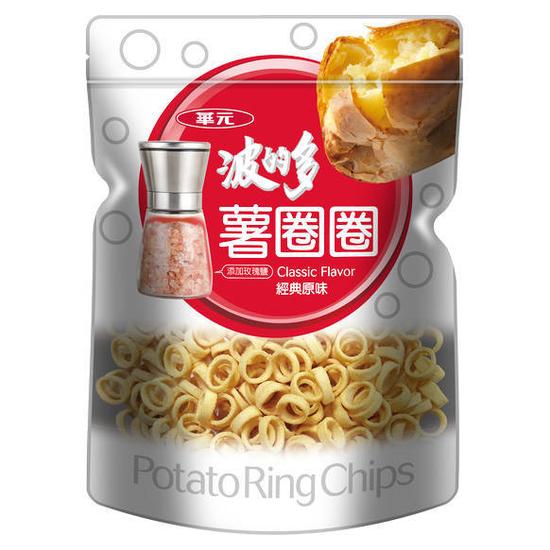 華元
波的多
薯圈圈
添加玫瑰鹽
Classic Flavor
經典原味
Potato Ring Chips